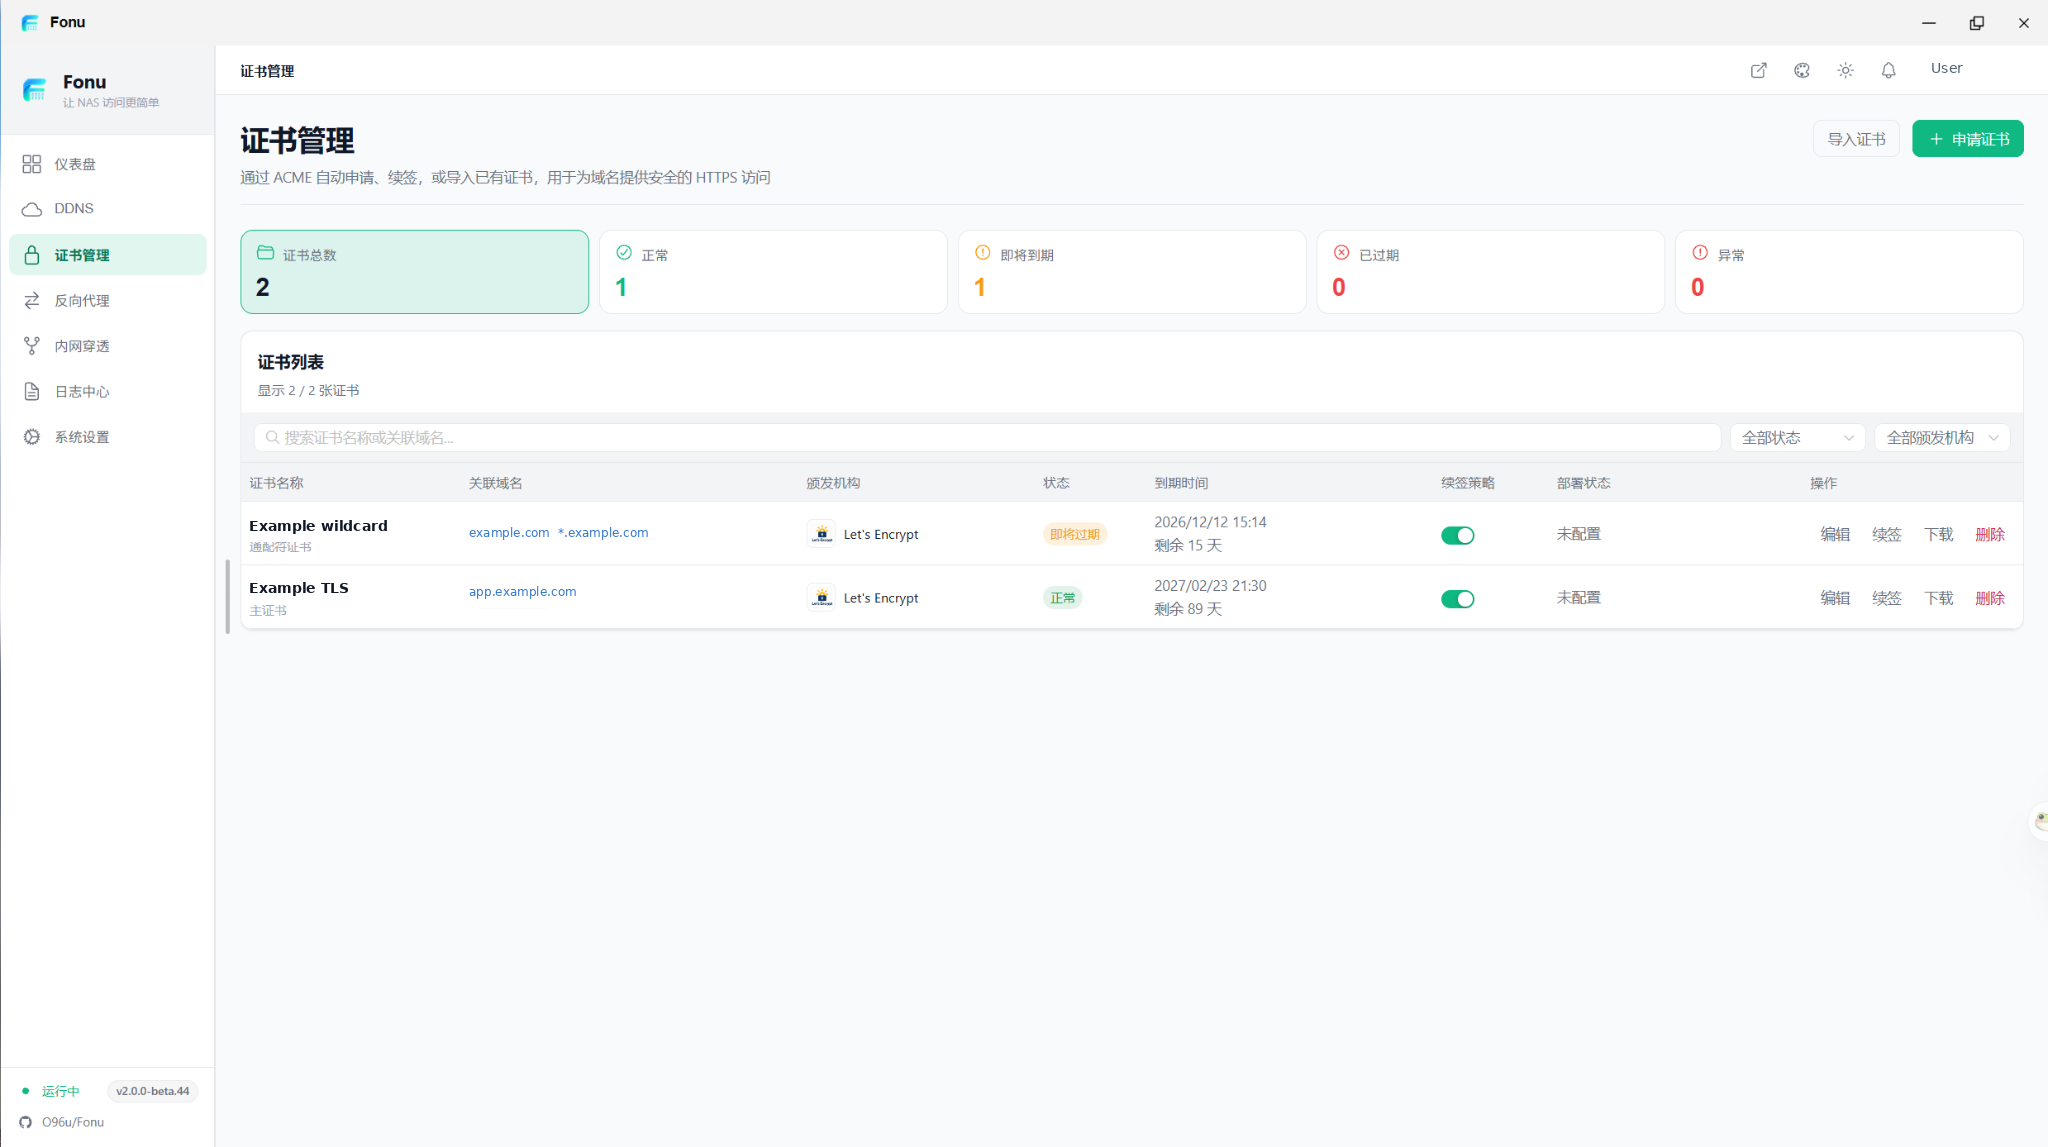 Fonu
Fonu
让 NAS 访问更简单
仪表盘
DDNS
证书管理
反向代理
内网穿透
日志中心
系统设置
运行中
v2.0.0-beta.44
O96u/Fonu
证书管理
User
证书管理
通过 ACME 自动申请、续签，或导入已有证书，用于为域名提供安全的 HTTPS 访问
导入证书
申请证书
证书总数
2
正常
1
即将到期
1
已过期
0
异常
0
证书列表
显示 2 / 2 张证书
搜索证书名称或关联域名...
全部状态
全部颁发机构
证书名称 关联域名 颁发机构 状态 到期时间 续签策略 部署状态 操作
Example wildcard
通配符证书
example.com *.example.com
Let's Encrypt
即将过期
2026/12/12 15:14
剩余 15 天
未配置
编辑 续签 下载 删除
Example TLS
主证书
app.example.com
Let's Encrypt
正常
2027/02/23 21:30
剩余 89 天
未配置
编辑 续签 下载 删除